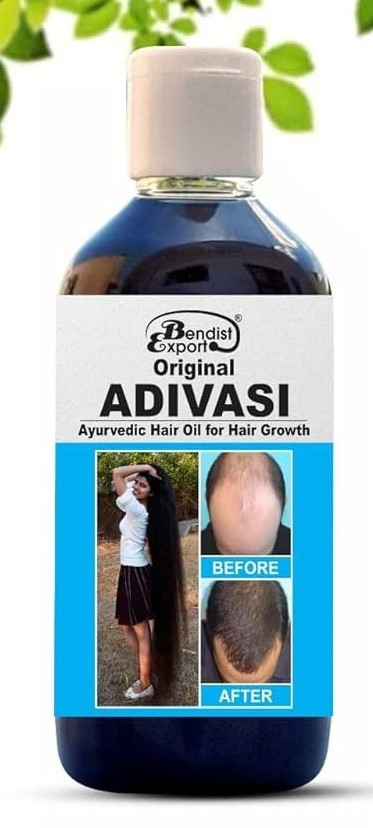 Bendist
Export ®
Original
ADIVASI
Ayurvedic Hair Oil for Hair Growth
BEFORE
AFTER